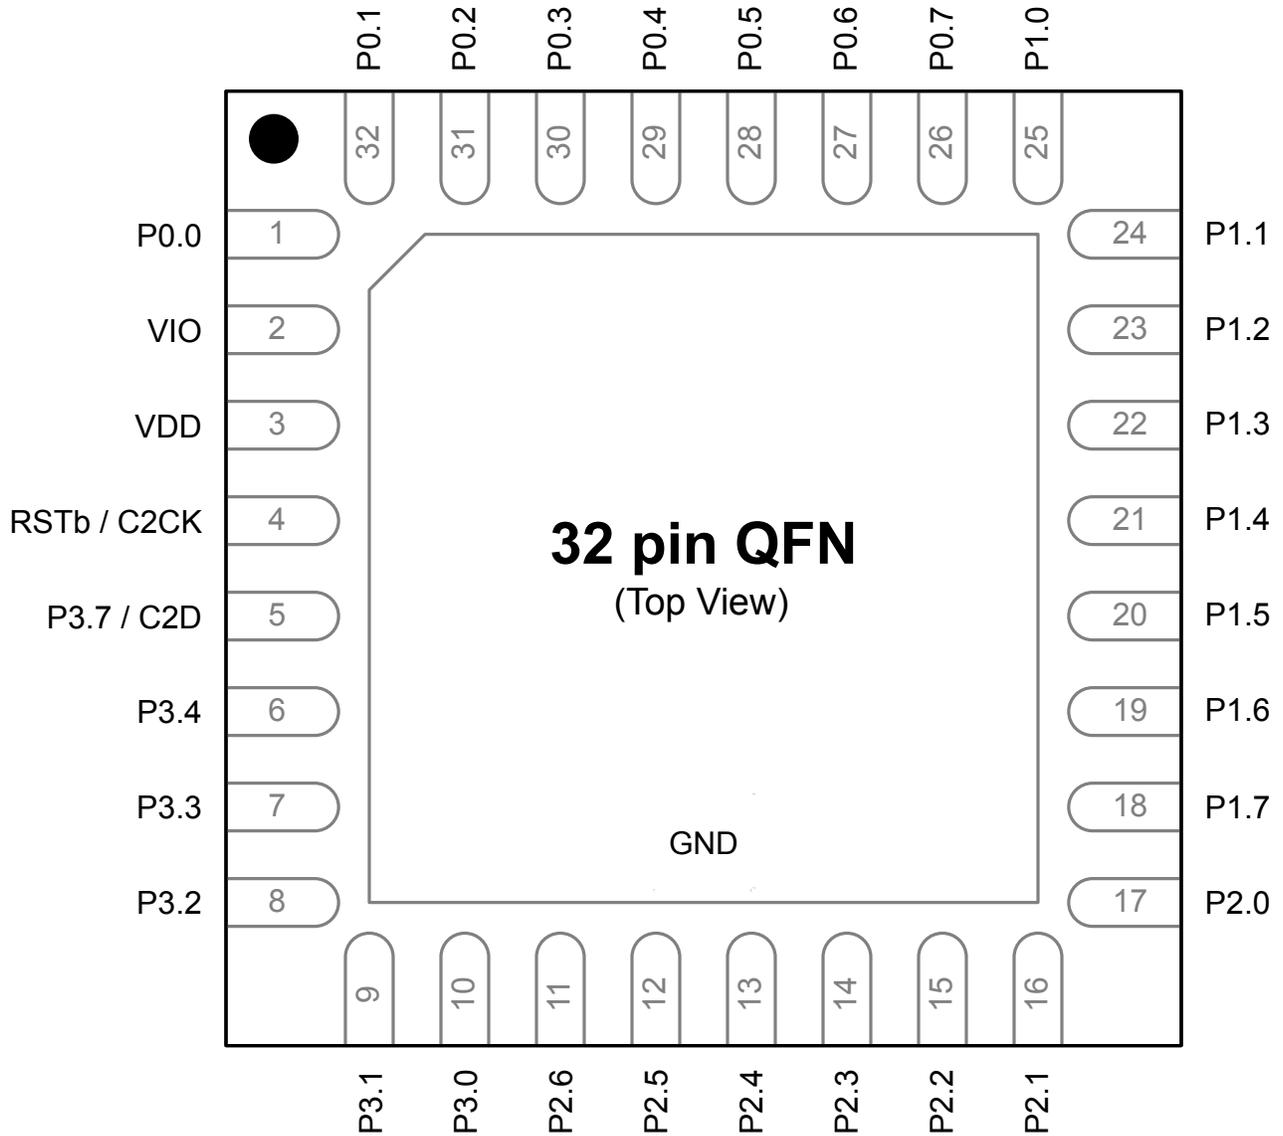 P0.1 P0.2 P0.3 P0.4 P0.5 P0.6 P0.7 P1.0
32 31 30 29 28 27 26 25
P0.0 1 24 P1.1
VIO 2 23 P1.2
VDD 3 22 P1.3
RSTb / C2CK 4 21 P1.4
32 pin QFN
(Top View)
P3.7 / C2D 5 20 P1.5
P3.4 6 19 P1.6
P3.3 7 18 P1.7
GND
P3.2 8 17 P2.0
9 10 11 12 13 14 15 16
P3.1 P3.0 P2.6 P2.5 P2.4 P2.3 P2.2 P2.1